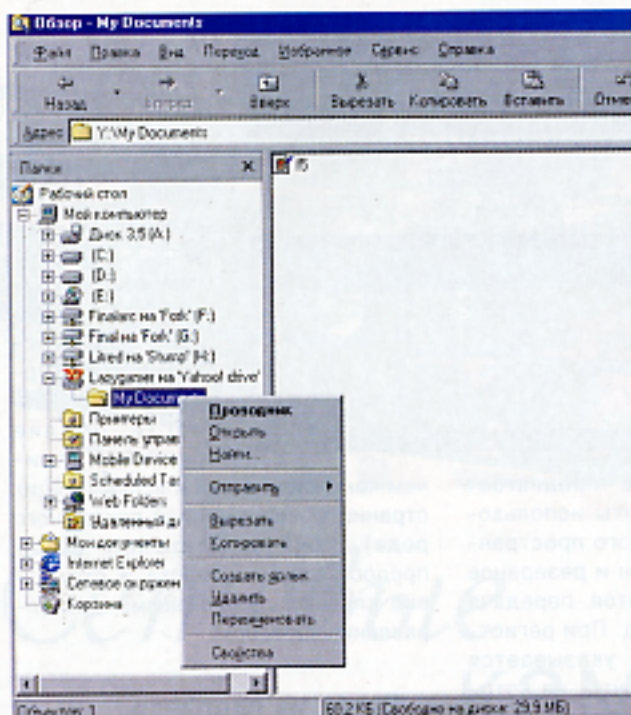 Обзор - My Documents
Файл Правка Вид Переход Избранное Сервис Справка
Назад Вперед Вверх Вырезать Копировать Вставить Отме
Адрес Y:\My Documents
Папки
Рабочий стол
Мой компьютер
Диск 3,5 (A:)
(C:)
(D:)
(E:)
Finalarc на 'Fork' (F:)
Final на 'Fork' (G:)
на (H:)
Lazygamer на 'Yahoo! drive'
My Documents
Принтеры
Панель управ
Mobile Device
Scheduled Tas
Web Folders
Удаленный д
Мои документы
Internet Explorer
Сетевое окружен
Корзина
Проводник
Открыть
Найти...
Отправить
Вырезать
Копировать
Создать ярлык
Удалить
Переименовать
Свойства
Объектов: 1
60,2 КБ (Свободно на диске: 29,9 МБ)